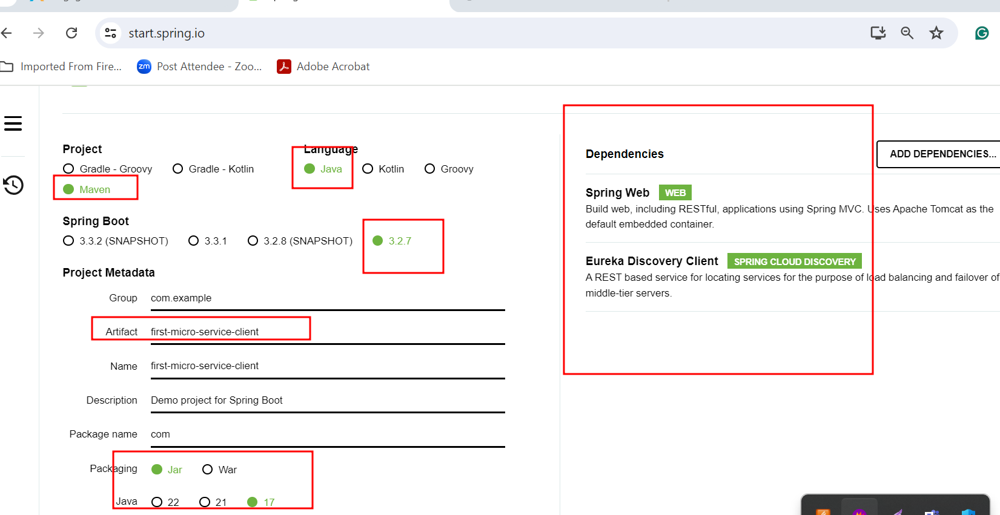 start.spring.io
Imported From Fire...
zm Post Attendee - Zoo...
Adobe Acrobat
Project
Gradle - Groovy
Gradle - Kotlin
Maven
Language
Java
Kotlin
Groovy
Spring Boot
3.3.2 (SNAPSHOT)
3.3.1
3.2.8 (SNAPSHOT)
3.2.7
Project Metadata
Group com.example
Artifact first-micro-service-client
Name first-micro-service-client
Description Demo project for Spring Boot
Package name com
Packaging Jar War
Java 22 21 17
Dependencies
ADD DEPENDENCIES...
Spring Web WEB
Build web, including RESTful, applications using Spring MVC. Uses Apache Tomcat as the
default embedded container.
Eureka Discovery Client SPRING CLOUD DISCOVERY
A REST based service for locating services for the purpose of load balancing and failover of
middle-tier servers.